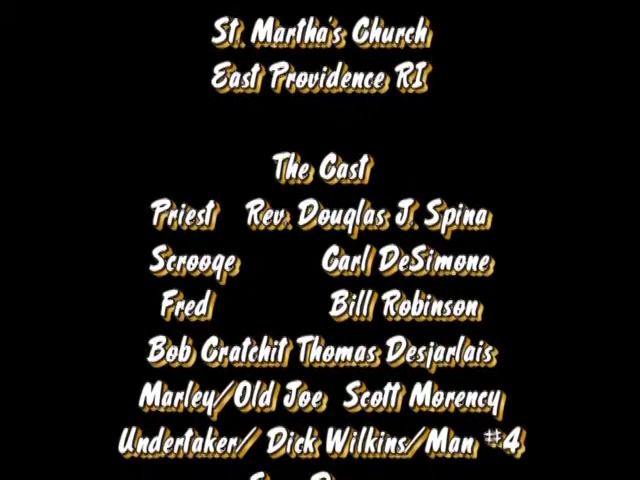 St. Martha's Church
East Providence RI
The Cast
Priest Rev. Douglas J. Spina
Scrooge Carl DeSimone
Fred Bill Robinson
Bob Cratchit Thomas Desjarlais
Marley/Old Joe Scott Morency
Undertaker/ Dick Wilkins/Man #4